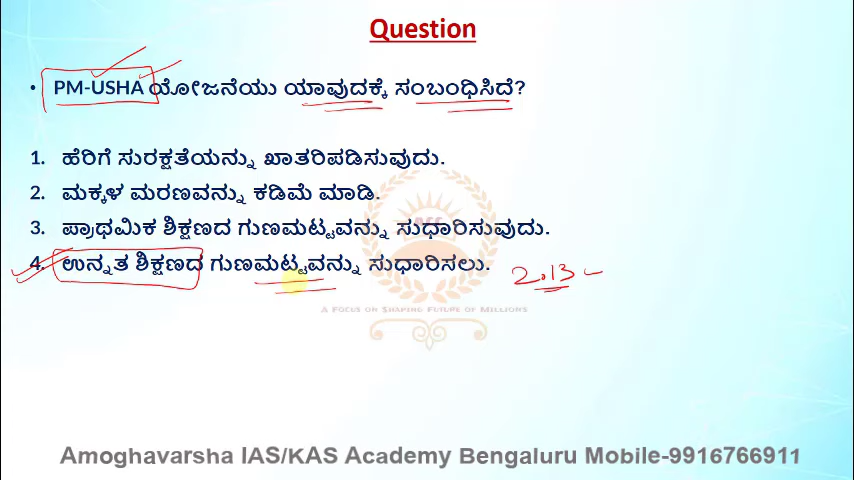 Question
• PM-USHA ಯೋಜನೆಯು ಯಾವುದಕ್ಕೆ ಸಂಬಂಧಿಸಿದೆ?
1. ಹೆರಿಗೆ ಸುರಕ್ಷತೆಯನ್ನು ಖಾತರಿಪಡಿಸುವುದು.
2. ಮಕ್ಕಳ ಮರಣವನ್ನು ಕಡಿಮೆ ಮಾಡಿ.
3. ಪ್ರಾಥಮಿಕ ಶಿಕ್ಷಣದ ಗುಣಮಟ್ಟವನ್ನು ಸುಧಾರಿಸುವುದು.
4. ಉನ್ನತ ಶಿಕ್ಷಣದ ಗುಣಮಟ್ಟವನ್ನು ಸುಧಾರಿಸಲು.
2013 -
A Focus on Shaping Future of Millions
Amoghavarsha IAS/KAS Academy Bengaluru Mobile-9916766911